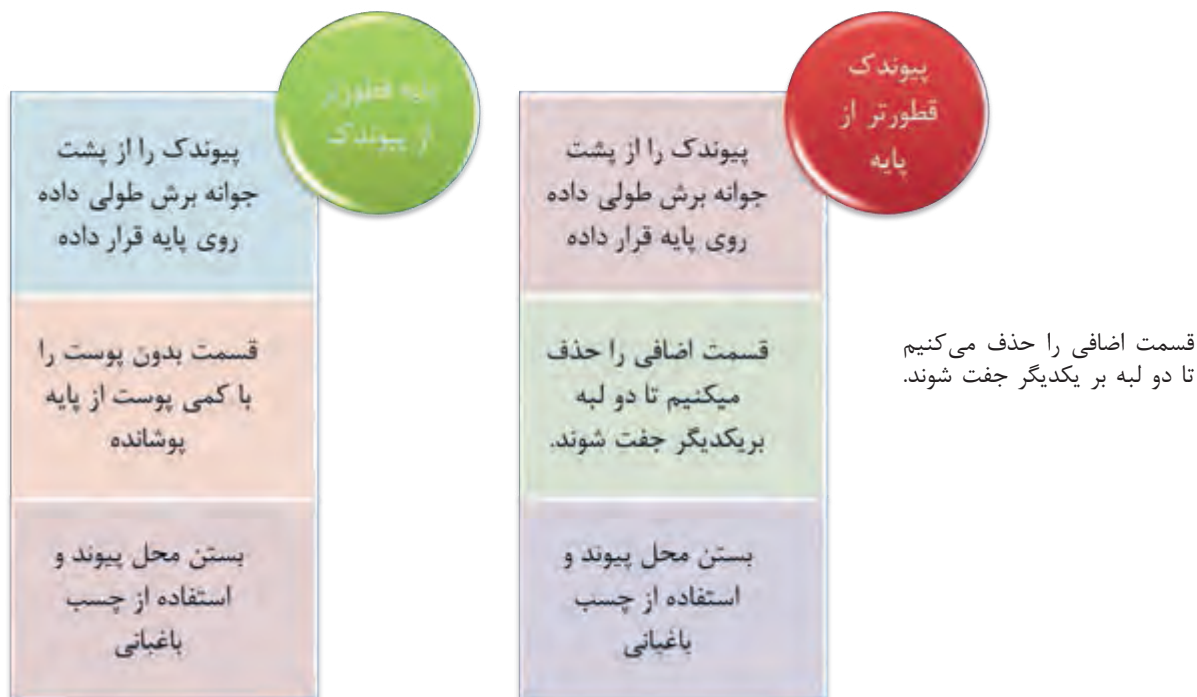 پیوندک
قطورتر از
پایه
پیوندک را از پشت
جوانه برش طولی داده
روی پایه قرار داده
قسمت اضافی را حذف
میکنیم تا دو لبه
بریکدیگر جفت شوند.
بستن محل پیوند و
استفاده از چسب
باغبانی
پایه قطورتر
از پیوندک
پیوندک را از پشت
جوانه برش طولی داده
روی پایه قرار داده
قسمت بدون پوست را
با کمی پوست از پایه
پوشانده
بستن محل پیوند و
استفاده از چسب
باغبانی
قسمت اضافی را حذف می‌کنیم
تا دو لبه بر یکدیگر جفت شوند.